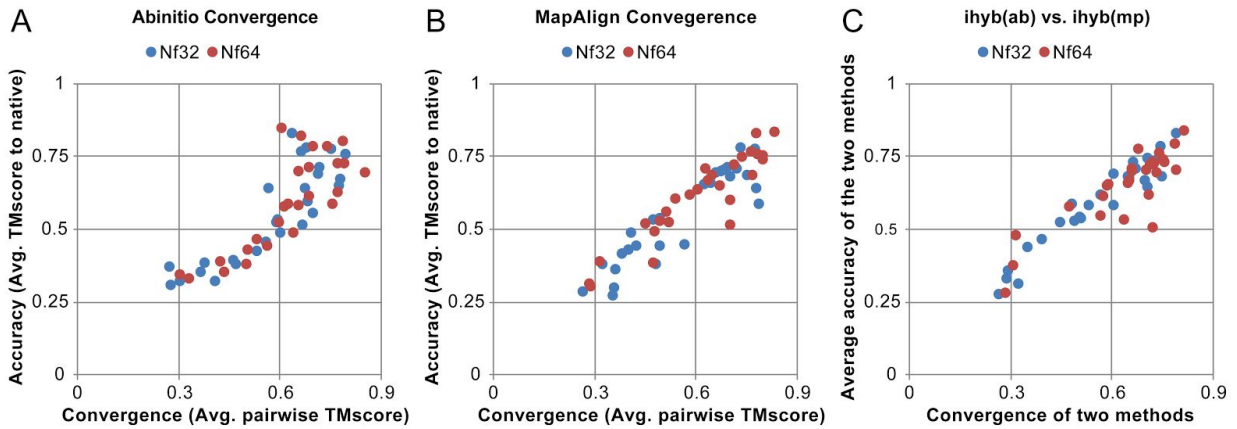 A
Abinitio Convergence
Nf32 Nf64
Accuracy (Avg. TMscore to native)
1
0.75
0.5
0.25
0
0 0.3 0.6 0.9
Convergence (Avg. pairwise TMscore)
B
MapAlign Convegerence
Nf32 Nf64
Accuracy (Avg. TMscore to native)
1
0.75
0.5
0.25
0
0 0.3 0.6 0.9
Convergence (Avg. pairwise TMscore)
C
ihyb(ab) vs. ihyb(mp)
Nf32 Nf64
Average accuracy of the two methods
1
0.75
0.5
0.25
0
0 0.3 0.6 0.9
Convergence of two methods